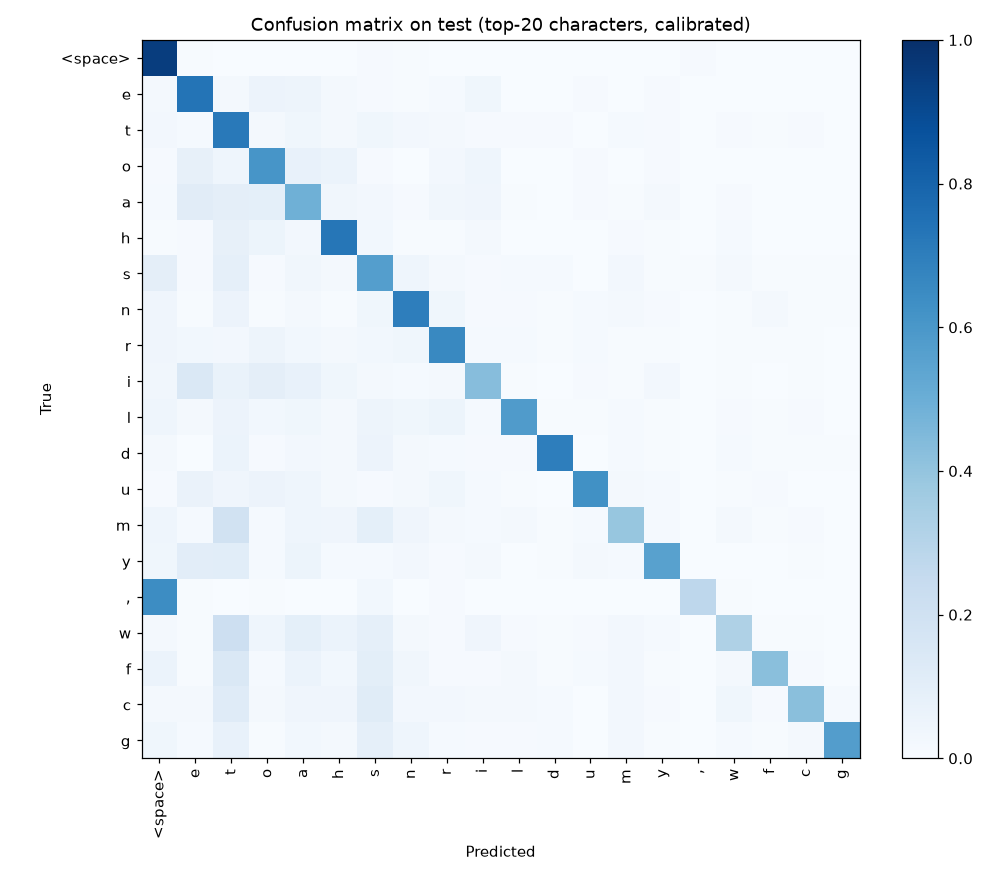 Confusion matrix on test (top-20 characters, calibrated)
<space>
e
t
o
a
h
s
n
r
i
l
d
u
m
y
,
w
f
c
g
True
<space> e t o a h s n r i l d u m y , w f c g
Predicted
1.0
0.8
0.6
0.4
0.2
0.0